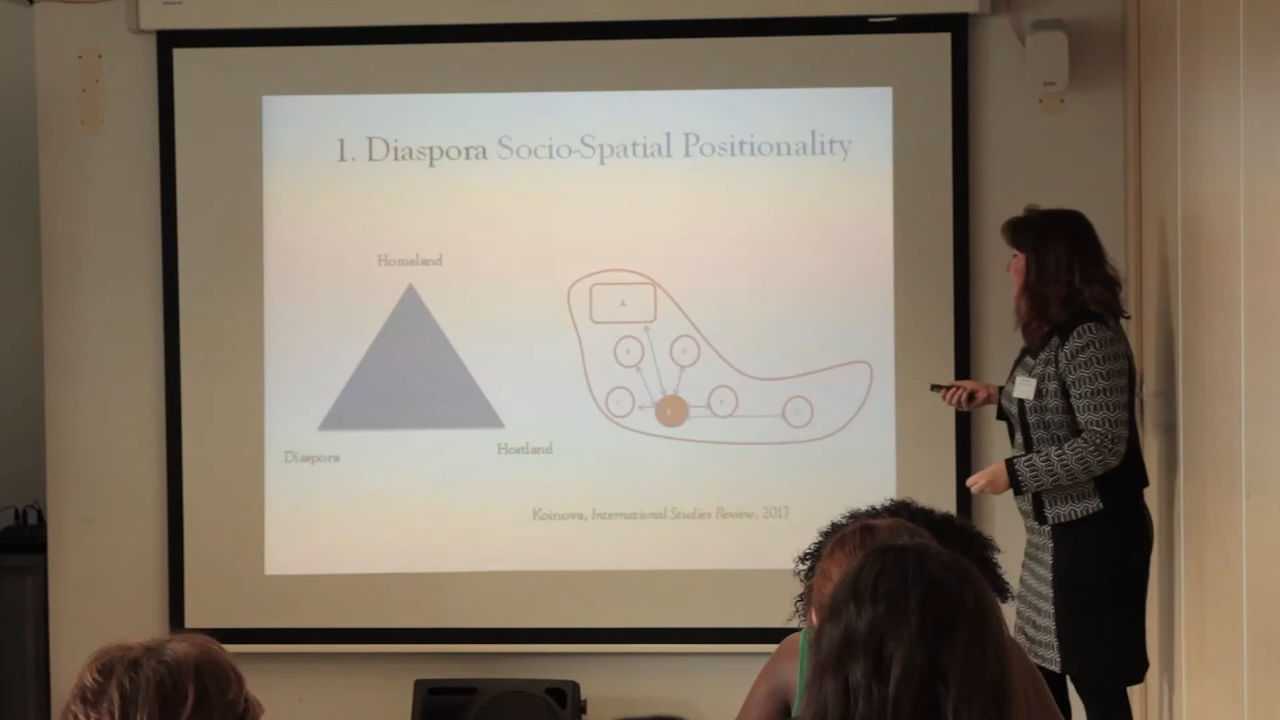 1. Diaspora Socio-Spatial Positionality
Homeland
A
Diaspora
Hostland
Koinova, International Studies Review, 2017